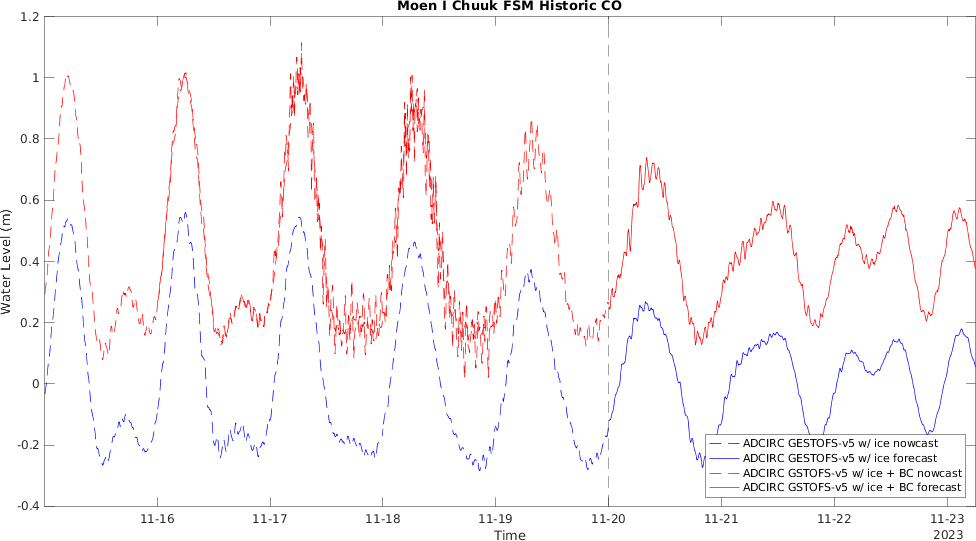 Moen I Chuuk FSM Historic CO
1.2
1
0.8
0.6
0.4
0.2
0
-0.2
-0.4
Water Level (m)
ADCIRC GESTOFS-v5 w/ ice nowcast
ADCIRC GESTOFS-v5 w/ ice forecast
ADCIRC GSTOFS-v5 w/ ice + BC nowcast
ADCIRC GSTOFS-v5 w/ ice + BC forecast
11-16 11-17 11-18 11-19 11-20 11-21 11-22 11-23
Time 2023